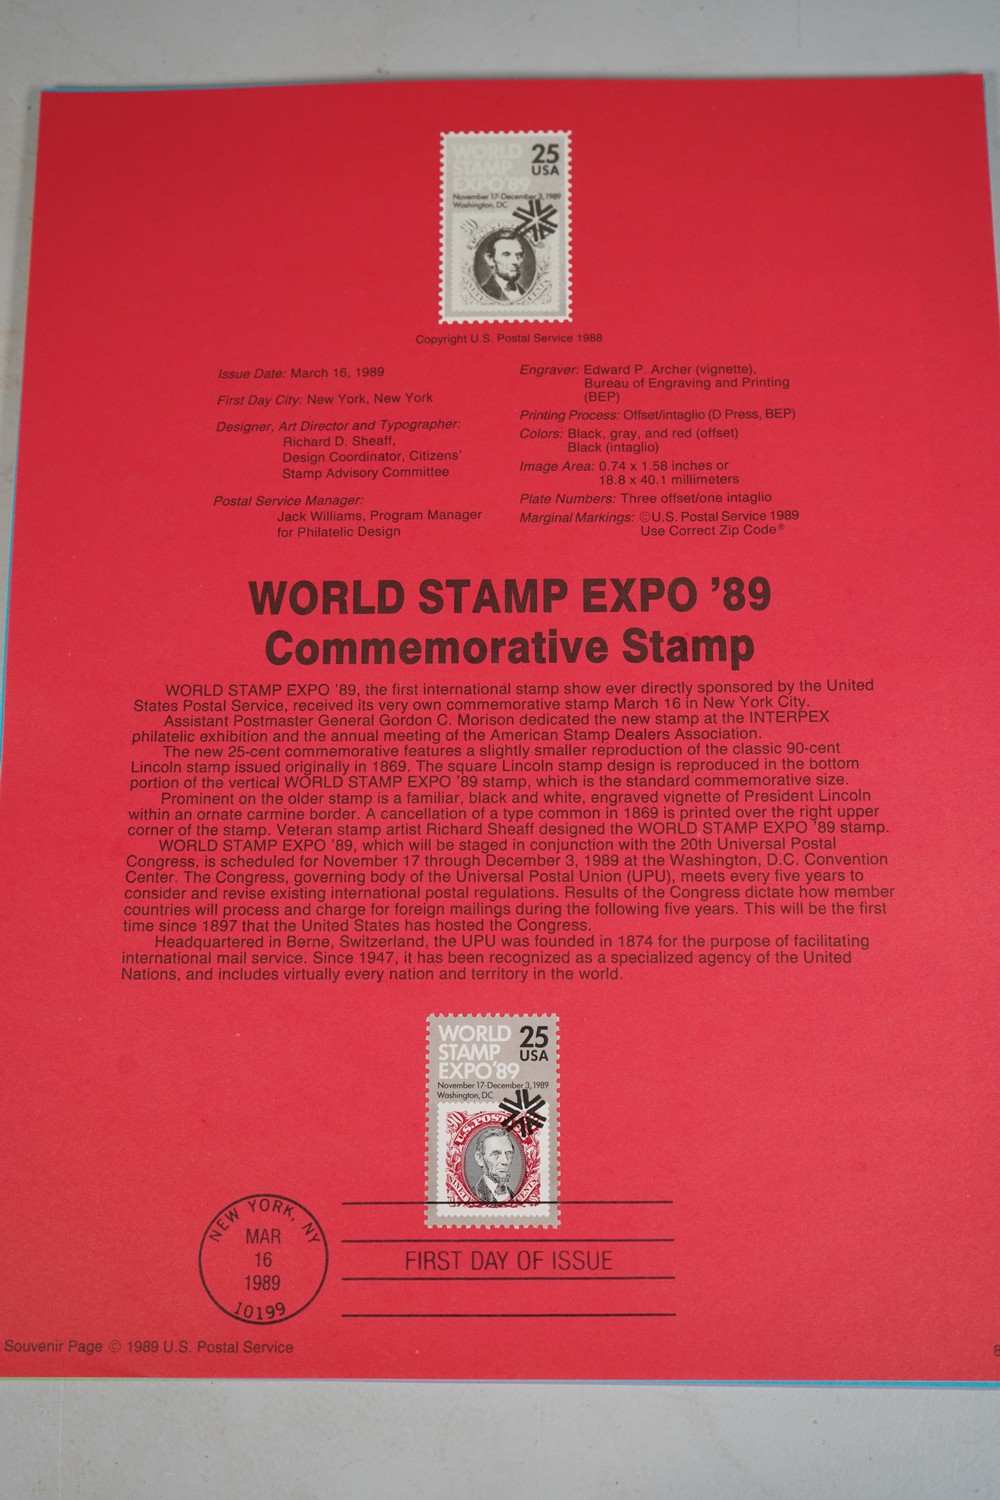 WORLD 25
STAMP USA
EXPO'89
November 17-December 3, 1989
Washington, DC
90
Copyright U.S. Postal Service 1988
Issue Date: March 16, 1989
First Day City: New York, New York
Designer, Art Director and Typographer:
Richard D. Sheaff,
Design Coordinator, Citizens'
Stamp Advisory Committee
Postal Service Manager:
Jack Williams, Program Manager
for Philatelic Design
Engraver: Edward P. Archer (vignette),
Bureau of Engraving and Printing
(BEP)
Printing Process: Offset/intaglio (D Press, BEP)
Colors: Black, gray, and red (offset)
Black (intaglio)
Image Area: 0.74 x 1.58 inches or
18.8 x 40.1 millimeters
Plate Numbers: Three offset/one intaglio
Marginal Markings: ©U.S. Postal Service 1989
Use Correct Zip Code®
WORLD STAMP EXPO '89
Commemorative Stamp
WORLD STAMP EXPO '89, the first international stamp show ever directly sponsored by the United
States Postal Service, received its very own commemorative stamp March 16 in New York City.
Assistant Postmaster General Gordon C. Morison dedicated the new stamp at the INTERPEX
philatelic exhibition and the annual meeting of the American Stamp Dealers Association.
The new 25-cent commemorative features a slightly smaller reproduction of the classic 90-cent
Lincoln stamp issued originally in 1869. The square Lincoln stamp design is reproduced in the bottom
portion of the vertical WORLD STAMP EXPO '89 stamp, which is the standard commemorative size.
Prominent on the older stamp is a familiar, black and white, engraved vignette of President Lincoln
within an ornate carmine border. A cancellation of a type common in 1869 is printed over the right upper
corner of the stamp. Veteran stamp artist Richard Sheaff designed the WORLD STAMP EXPO '89 stamp.
WORLD STAMP EXPO '89, which will be staged in conjunction with the 20th Universal Postal
Congress, is scheduled for November 17 through December 3, 1989 at the Washington, D.C. Convention
Center. The Congress, governing body of the Universal Postal Union (UPU), meets every five years to
consider and revise existing international postal regulations. Results of the Congress dictate how member
countries will process and charge for foreign mailings during the following five years. This will be the first
time since 1897 that the United States has hosted the Congress.
Headquartered in Berne, Switzerland, the UPU was founded in 1874 for the purpose of facilitating
international mail service. Since 1947, it has been recognized as a specialized agency of the United
Nations, and includes virtually every nation and territory in the world.
WORLD 25
STAMP USA
EXPO'89
November 17-December 3, 1989
Washington, DC
90 U.S. POST
NINETY CENTS
NEW YORK, NY
MAR
16
1989
10199
FIRST DAY OF ISSUE
Souvenir Page © 1989 U.S. Postal Service